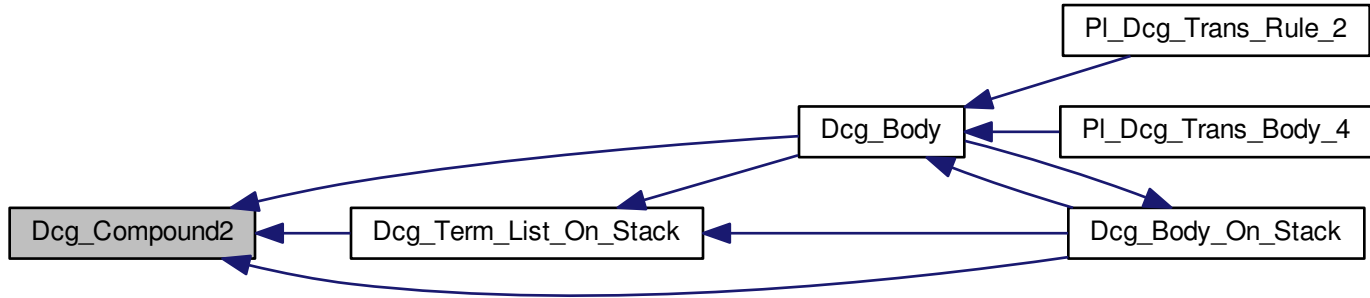 Pl_Dcg_Trans_Rule_2
Dcg_Body
Pl_Dcg_Trans_Body_4
Dcg_Compound2
Dcg_Term_List_On_Stack
Dcg_Body_On_Stack